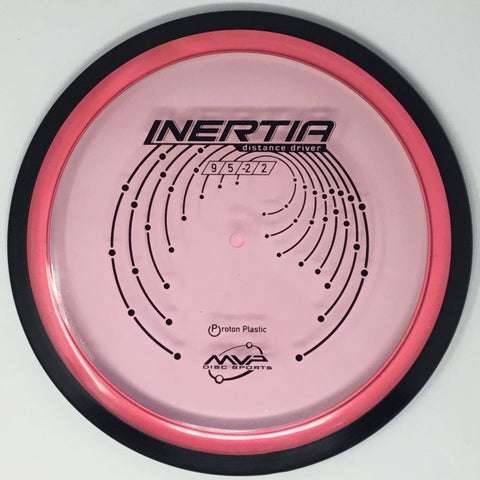 INERTIA
distance driver
9/5/-2/2
Proton Plastic
MVP
DISC SPORTS